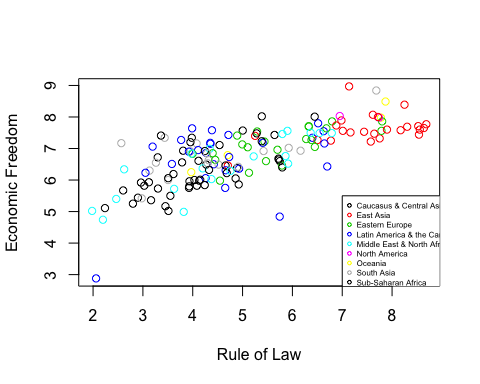 Economic Freedom
9
8
7
6
5
4
3
Caucasus & Central As
East Asia
Eastern Europe
Latin America & the Ca
Middle East & North Afr
North America
Oceania
South Asia
Sub-Saharan Africa
2 3 4 5 6 7 8
Rule of Law